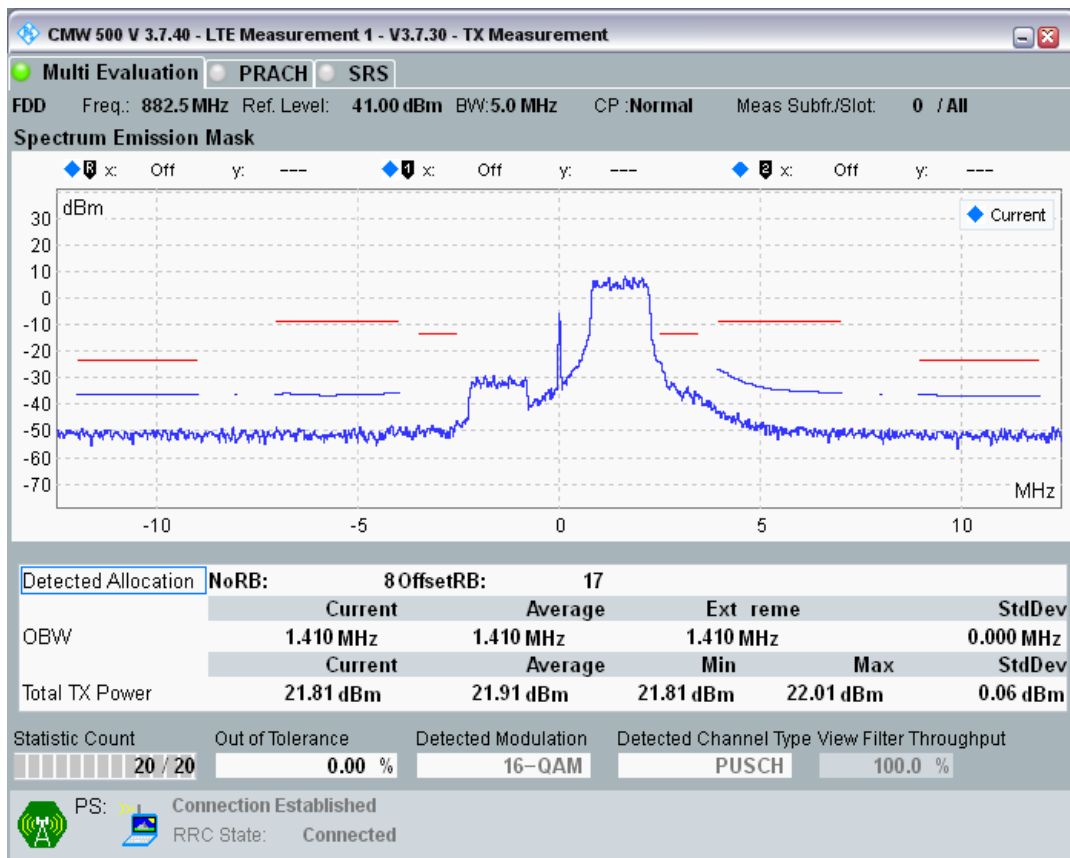 CMW 500 V 3.7.40 - LTE Measurement 1 - V3.7.30 - TX Measurement
Multi Evaluation PRACH SRS
FDD Freq.: 882.5 MHz Ref. Level: 41.00 dBm BW:5.0 MHz CP :Normal Meas Subfr./Slot: 0 / All
Spectrum Emission Mask
R x: Off y: --- 1 x: Off y: --- 2 x: Off y: ---
dBm
Current
30
20
10
0
-10
-20
-30
-40
-50
-60
-70
MHz
-10 -5 0 5 10
Detected Allocation NoRB: 8 OffsetRB: 17
Current Average Ext reme StdDev
OBW 1.410 MHz 1.410 MHz 1.410 MHz 0.000 MHz
Current Average Min Max StdDev
Total TX Power 21.81 dBm 21.91 dBm 21.81 dBm 22.01 dBm 0.06 dBm
Statistic Count Out of Tolerance Detected Modulation Detected Channel Type View Filter Throughput
20 / 20 0.00 % 16-QAM PUSCH 100.0 %
PS: Connection Established
RRC State: Connected